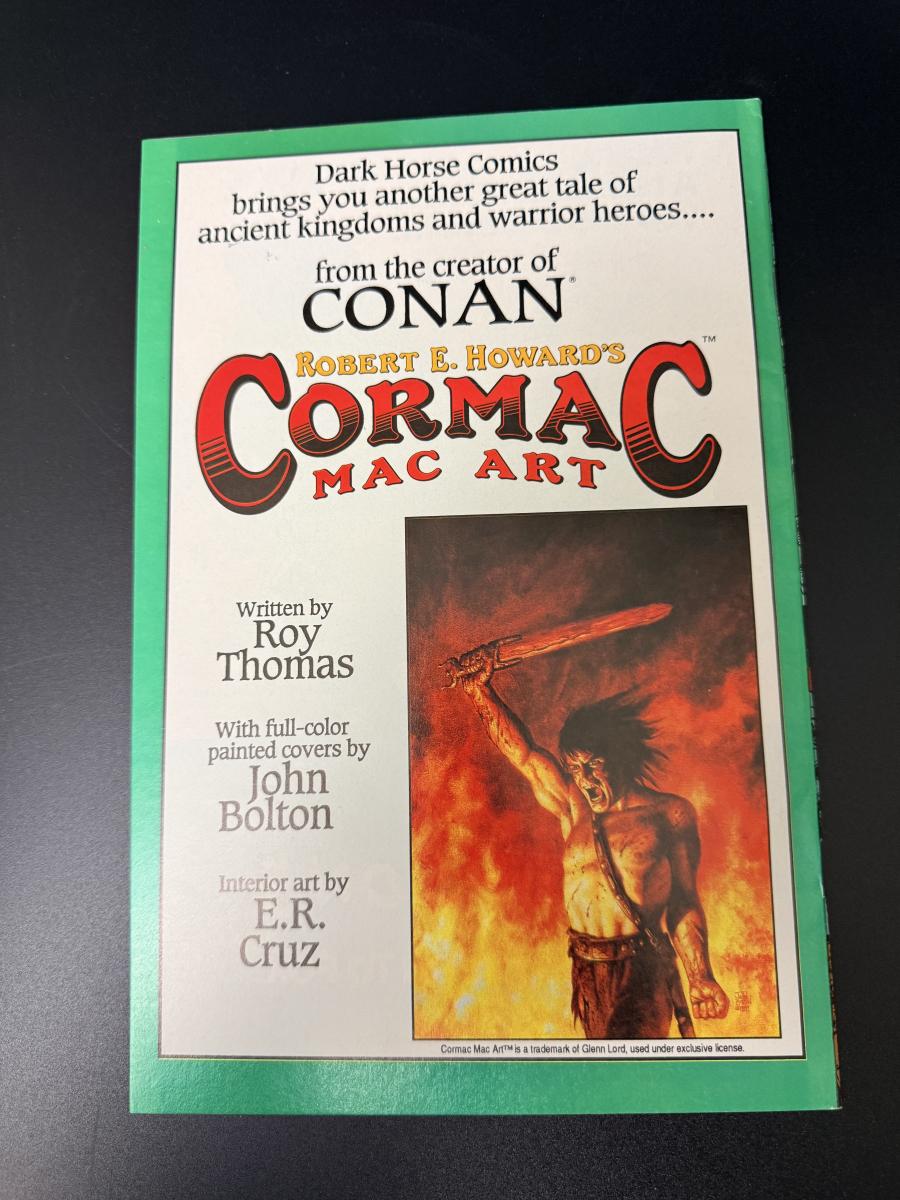 Dark Horse Comics
brings you another great tale of
ancient kingdoms and warrior heroes....
from the creator of
CONAN®
ROBERT E. HOWARD'S
CORMAC™
MAC ART
Written by
Roy
Thomas
With full-color
painted covers by
John
Bolton
Interior art by
E.R.
Cruz
Cormac Mac Art™ is a trademark of Glenn Lord, used under exclusive license.